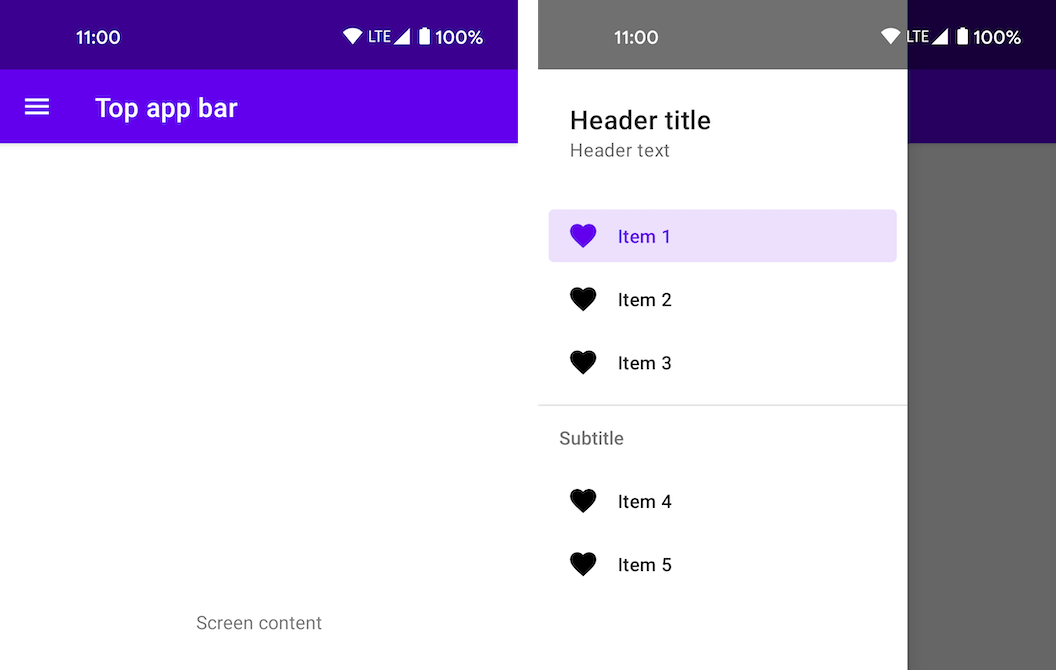 11:00 LTE 100%
Top app bar
Screen content
11:00 LTE 100%
Header title
Header text
Item 1
Item 2
Item 3
Subtitle
Item 4
Item 5